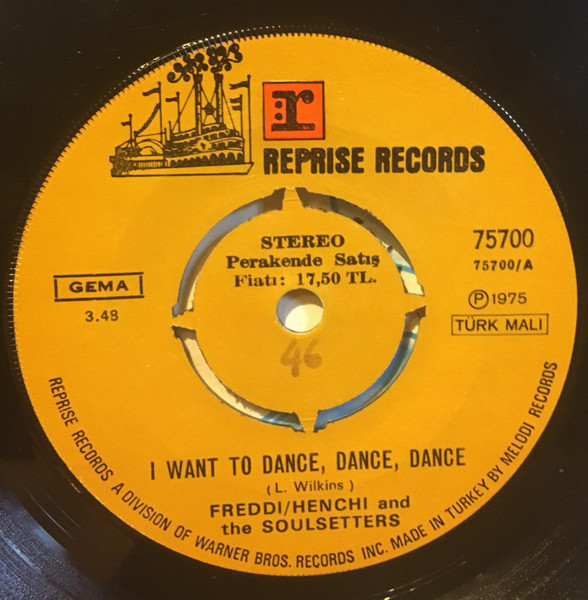 r
REPRISE RECORDS
STEREO
Perakende Satış
Fiatı: 17,50 TL.
75700
75700/A
GEMA
3.48
Ⓟ1975
TÜRK MALI
46
I WANT TO DANCE, DANCE, DANCE
(L. Wilkins)
FREDDI/HENCHI and
the SOULSETTERS
REPRISE RECORDS A DIVISION OF WARNER BROS. RECORDS INC. MADE IN TURKEY BY MELODI RECORDS